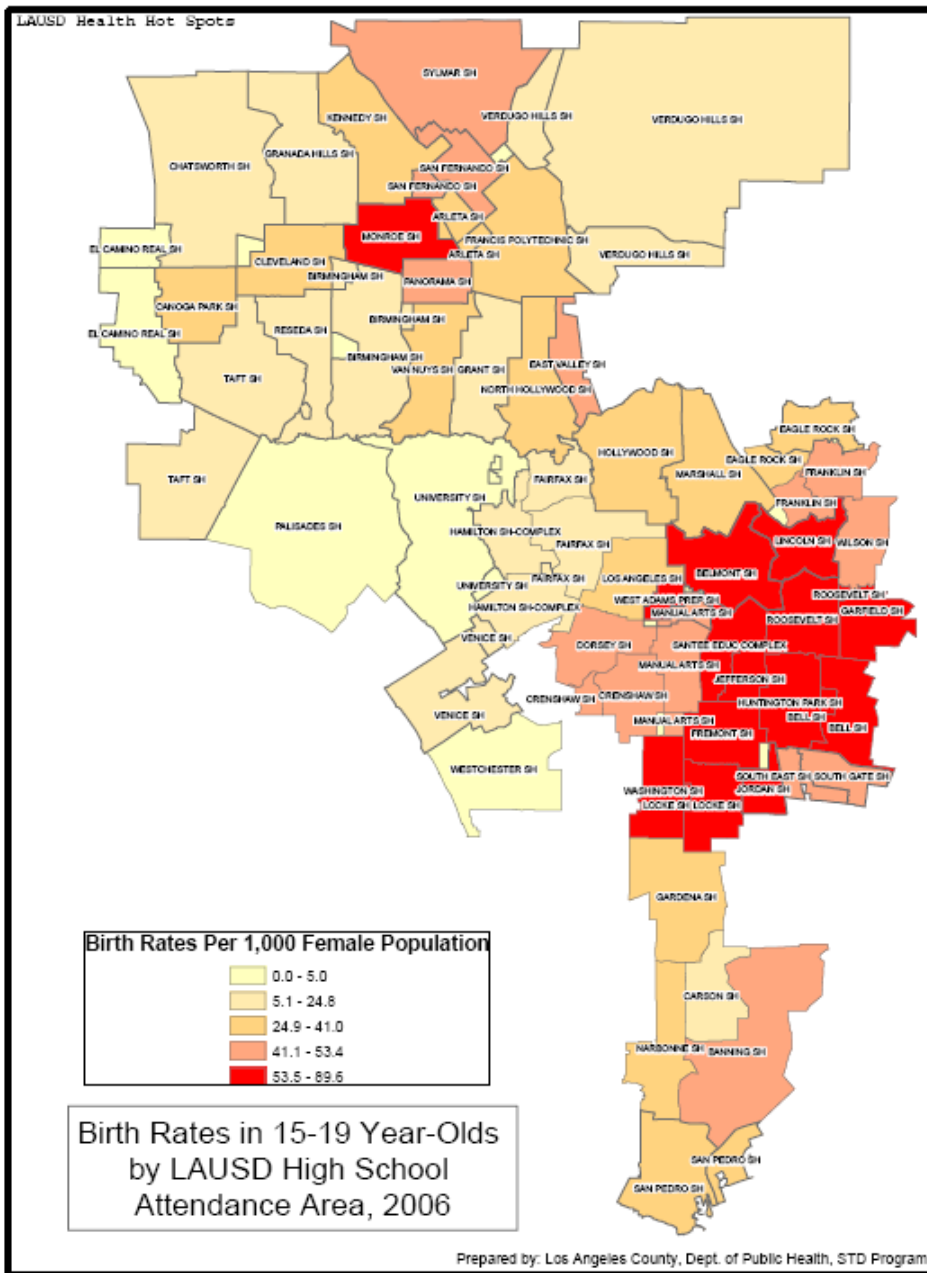 LAUSD Health Hot Spots
SYLMAR SH
VERDUGO HILLS SH
VERDUGO HILLS SH
KENNEDY SH
GRANADA HILLS SH
CHATSWORTH SH
SAN FERNANDO SH
SAN FERNANDO SH
ARLETA SH
MONROE SH
FRANCIS POLYTECHNIC SH
EL CAMINO REAL SH
ARLETA SH
VERDUGO HILLS SH
CLEVELAND SH
BIRMINGHAM SH
PANORAMA SH
CANOGA PARK SH
BIRMINGHAM SH
EL CAMINO REAL SH
RESEDA SH
BIRMINGHAM SH
EAST VALLEY SH
TAFT SH
VAN NUYS SH
GRANT SH
NORTH HOLLYWOOD SH
EAGLE ROCK SH
HOLLYWOOD SH
EAGLE ROCK SH
MARSHALL SH
FRANKLIN SH
TAFT SH
FAIRFAX SH
UNIVERSITY SH
FRANKLIN SH
PALISADES SH
HAMILTON SH-COMPLEX
LINCOLN SH
WILSON SH
FAIRFAX SH
BELMONT SH
UNIVERSITY SH
FAIRFAX SH
LOS ANGELES SH
ROOSEVELT SH
WEST ADAMS PREP SH
HAMILTON SH-COMPLEX
MANUAL ARTS SH
ROOSEVELT SH
GARFIELD SH
VENICE SH
DORSEY SH
SANTEE EDUC COMPLEX
MANUAL ARTS SH
JEFFERSON SH
CRENSHAW SH
CRENSHAW SH
HUNTINGTON PARK SH
VENICE SH
MANUAL ARTS SH
BELL SH
BELL SH
FREMONT SH
WESTCHESTER SH
SOUTH EAST SH
SOUTH GATE SH
WASHINGTON SH
JORDAN SH
LOCKE SH
LOCKE SH
GARDENA SH
CARSON SH
NARBONNE SH
BANNING SH
SAN PEDRO SH
SAN PEDRO SH
Birth Rates Per 1,000 Female Population
0.0 - 5.0
5.1 - 24.8
24.9 - 41.0
41.1 - 53.4
53.5 - 89.6
Birth Rates in 15-19 Year-Olds
by LAUSD High School
Attendance Area, 2006
Prepared by: Los Angeles County, Dept. of Public Health, STD Program